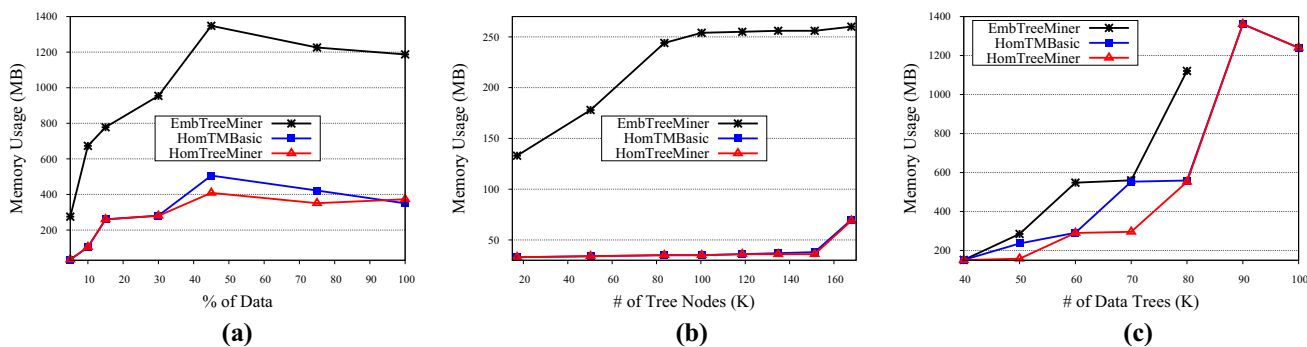 1400
1200
1000
800
600
400
200
Memory Usage (MB)
EmbTreeMiner
HomTMBasic
HomTreeMiner
10 20 30 40 50 60 70 80 90 100
% of Data
(a)
250
200
150
100
50
Memory Usage (MB)
EmbTreeMiner
HomTMBasic
HomTreeMiner
20 40 60 80 100 120 140 160
# of Tree Nodes (K)
(b)
1400
1200
1000
800
600
400
200
Memory Usage (MB)
EmbTreeMiner
HomTMBasic
HomTreeMiner
40 50 60 70 80 90 100
# of Data Trees (K)
(c)